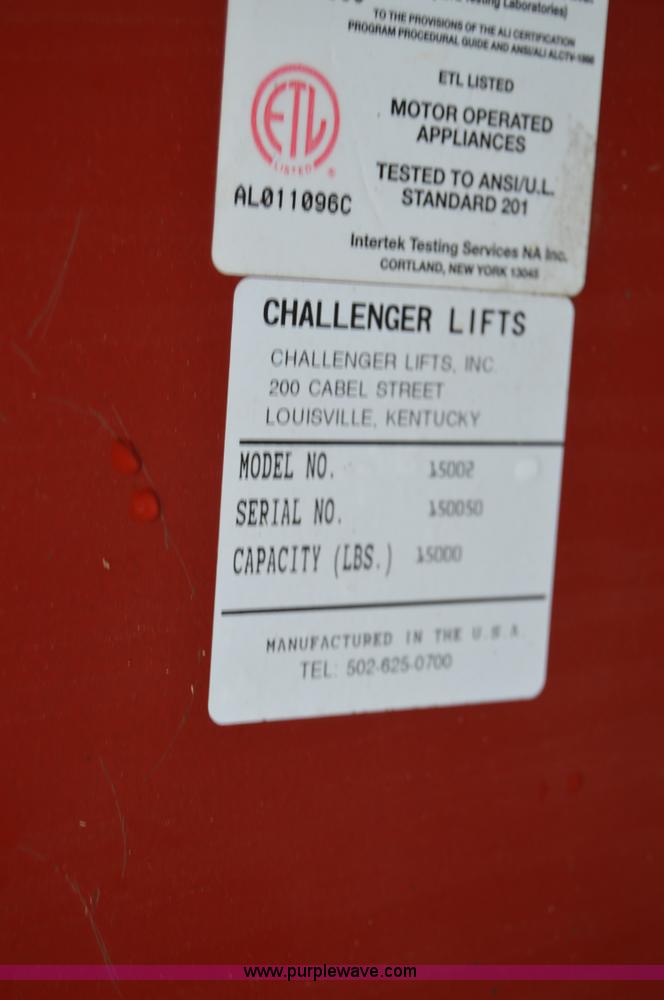 Testing Laboratories)
TO THE PROVISIONS OF THE ALI CERTIFICATION
PROGRAM PROCEDURAL GUIDE AND ANSI/ALI ALCTV-1998
ETL LISTED
MOTOR OPERATED
APPLIANCES
TESTED TO ANSI/U.L.
STANDARD 201
ETL
LISTED
®
AL011096C
Intertek Testing Services NA Inc.
CORTLAND, NEW YORK 13045
CHALLENGER LIFTS
CHALLENGER LIFTS, INC.
200 CABEL STREET
LOUISVILLE, KENTUCKY
MODEL NO. 15002
SERIAL NO. 150050
CAPACITY (LBS.) 15000
MANUFACTURED IN THE U.S.A.
TEL: 502-625-0700
www.purplewave.com